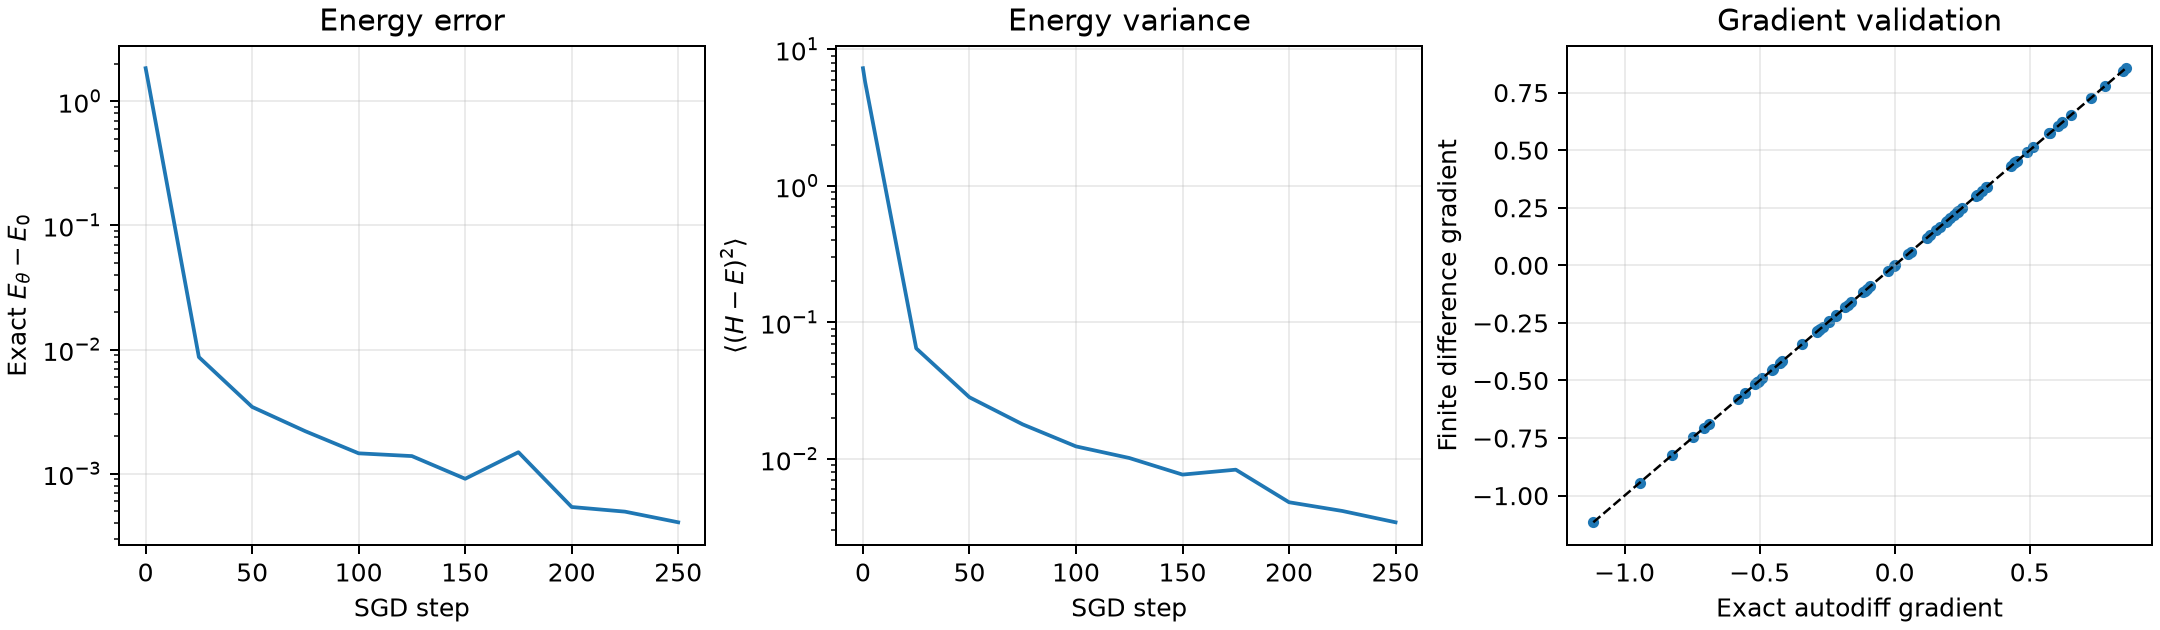 Energy error
Exact E_θ − E_0
10^0
10^−1
10^−2
10^−3
0 50 100 150 200 250
SGD step
Energy variance
⟨(H − E)^2⟩
10^1
10^0
10^−1
10^−2
0 50 100 150 200 250
SGD step
Gradient validation
Finite difference gradient
0.75
0.50
0.25
0.00
−0.25
−0.50
−0.75
−1.00
−1.0 −0.5 0.0 0.5
Exact autodiff gradient